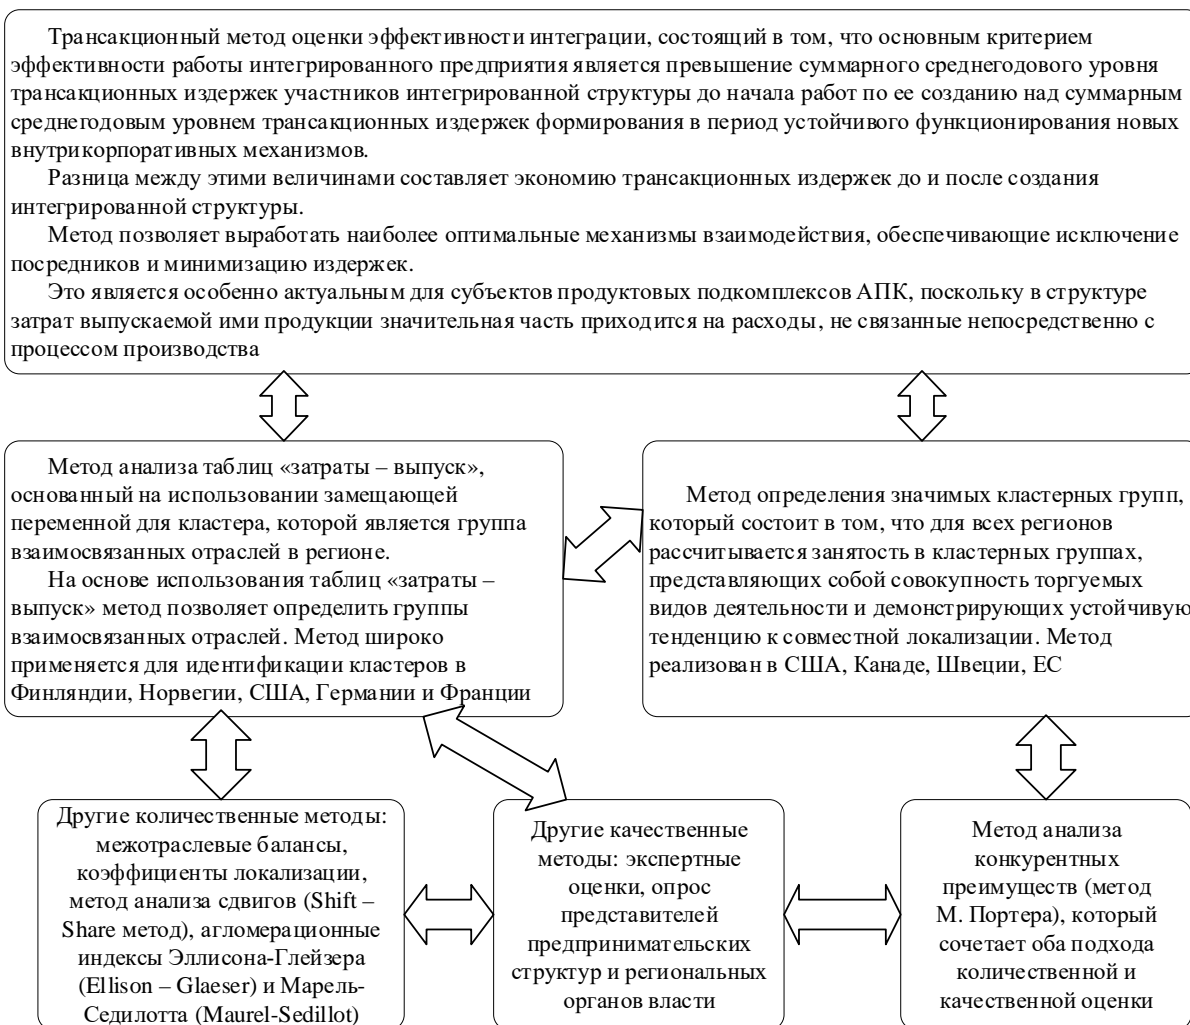 Трансакционный метод оценки эффективности интеграции, состоящий в том, что основным критерием
эффективности работы интегрированного предприятия является превышение суммарного среднегодового уровня
трансакционных издержек участников интегрированной структуры до начала работ по ее созданию над суммарным
среднегодовым уровнем трансакционных издержек формирования в период устойчивого функционирования новых
внутрикорпоративных механизмов.
Разница между этими величинами составляет экономию трансакционных издержек до и после создания
интегрированной структуры.
Метод позволяет выработать наиболее оптимальные механизмы взаимодействия, обеспечивающие исключение
посредников и минимизацию издержек.
Это является особенно актуальным для субъектов продуктовых подкомплексов АПК, поскольку в структуре
затрат выпускаемой ими продукции значительная часть приходится на расходы, не связанные непосредственно с
процессом производства
Метод анализа таблиц «затраты – выпуск»,
основанный на использовании замещающей
переменной для кластера, которой является группа
взаимосвязанных отраслей в регионе.
На основе использования таблиц «затраты –
выпуск» метод позволяет определить группы
взаимосвязанных отраслей. Метод широко
применяется для идентификации кластеров в
Финляндии, Норвегии, США, Германии и Франции
Метод определения значимых кластерных групп,
который состоит в том, что для всех регионов
рассчитывается занятость в кластерных группах,
представляющих собой совокупность торгуемых
видов деятельности и демонстрирующих устойчивую
тенденцию к совместной локализации. Метод
реализован в США, Канаде, Швеции, ЕС
Другие количественные методы:
межотраслевые балансы,
коэффициенты локализации,
метод анализа сдвигов (Shift –
Share метод), агломерационные
индексы Эллисона-Глейзера
(Ellison – Glaeser) и Марель-
Седилотта (Maurel-Sedillot)
Другие качественные
методы: экспертные
оценки, опрос
представителей
предпринимательских
структур и региональных
органов власти
Метод анализа
конкурентных
преимуществ (метод
М. Портера), который
сочетает оба подхода
количественной и
качественной оценки